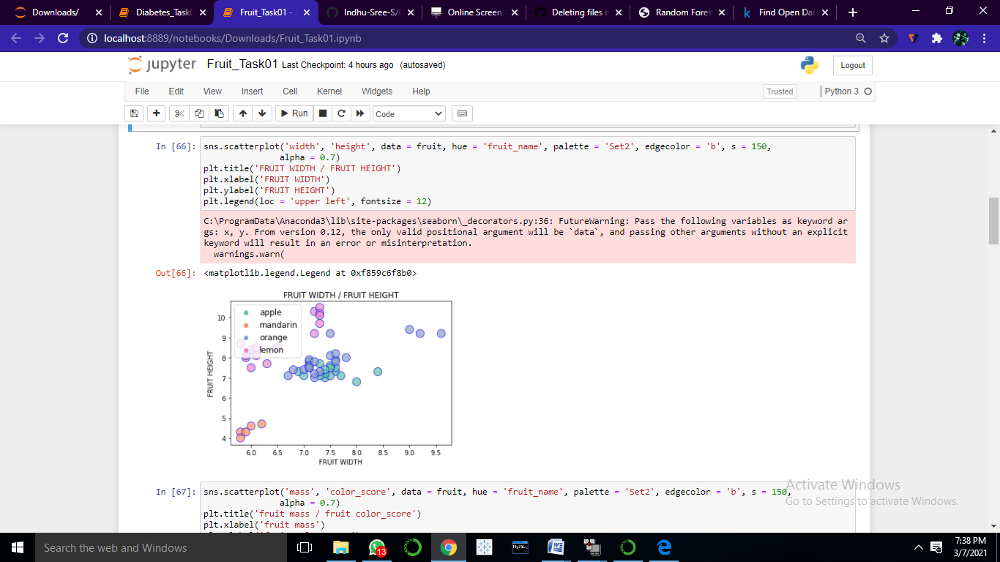 Downloads/
Diabetes_Task0
Fruit_Task01 -
Indhu-Sree-S/
Online Screen
Deleting files i
Random Fores
Find Open Dat
localhost:8889/notebooks/Downloads/Fruit_Task01.ipynb
jupyter Fruit_Task01 Last Checkpoint: 4 hours ago (autosaved)
Logout
File Edit View Insert Cell Kernel Widgets Help
Trusted
Python 3
Run
Code
In [66]: sns.scatterplot('width', 'height', data = fruit, hue = 'fruit_name', palette = 'Set2', edgecolor = 'b', s = 150,
alpha = 0.7)
plt.title('FRUIT WIDTH / FRUIT HEIGHT')
plt.xlabel('FRUIT WIDTH')
plt.ylabel('FRUIT HEIGHT')
plt.legend(loc = 'upper left', fontsize = 12)
C:\ProgramData\Anaconda3\lib\site-packages\seaborn\_decorators.py:36: FutureWarning: Pass the following variables as keyword ar
gs: x, y. From version 0.12, the only valid positional argument will be `data`, and passing other arguments without an explicit
keyword will result in an error or misinterpretation.
warnings.warn(
Out[66]: <matplotlib.legend.Legend at 0xf859c6f8b0>
FRUIT WIDTH / FRUIT HEIGHT
apple
mandarin
orange
lemon
10
9
8
7
6
5
4
FRUIT HEIGHT
6.0 6.5 7.0 7.5 8.0 8.5 9.0 9.5
FRUIT WIDTH
In [67]: sns.scatterplot('mass', 'color_score', data = fruit, hue = 'fruit_name', palette = 'Set2', edgecolor = 'b', s = 150,
alpha = 0.7)
plt.title('fruit mass / fruit color_score')
plt.xlabel('fruit mass')
Activate Windows
Go to Settings to activate Windows.
Search the web and Windows
13
MySQL
7:38 PM
3/7/2021